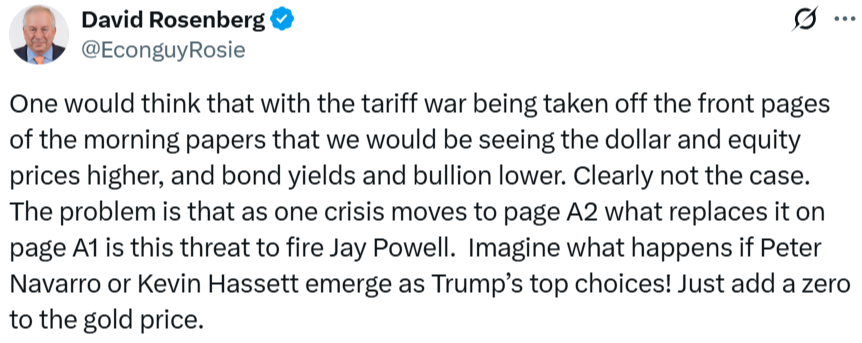 David Rosenberg
@EconguyRosie
One would think that with the tariff war being taken off the front pages
of the morning papers that we would be seeing the dollar and equity
prices higher, and bond yields and bullion lower. Clearly not the case.
The problem is that as one crisis moves to page A2 what replaces it on
page A1 is this threat to fire Jay Powell.  Imagine what happens if Peter
Navarro or Kevin Hassett emerge as Trump’s top choices! Just add a zero
to the gold price.